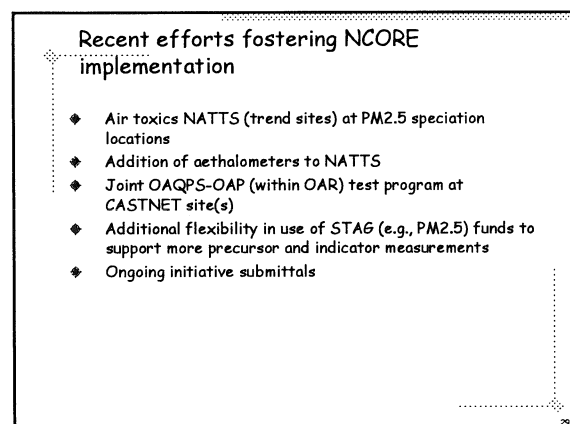 Recent efforts fostering NCORE
implementation
Air toxics NATTS (trend sites) at PM2.5 speciation
locations
Addition of aethalometers to NATTS
Joint OAQPS-OAP (within OAR) test program at
CASTNET site(s)
Additional flexibility in use of STAG (e.g., PM2.5) funds to
support more precursor and indicator measurements
Ongoing initiative submittals
29